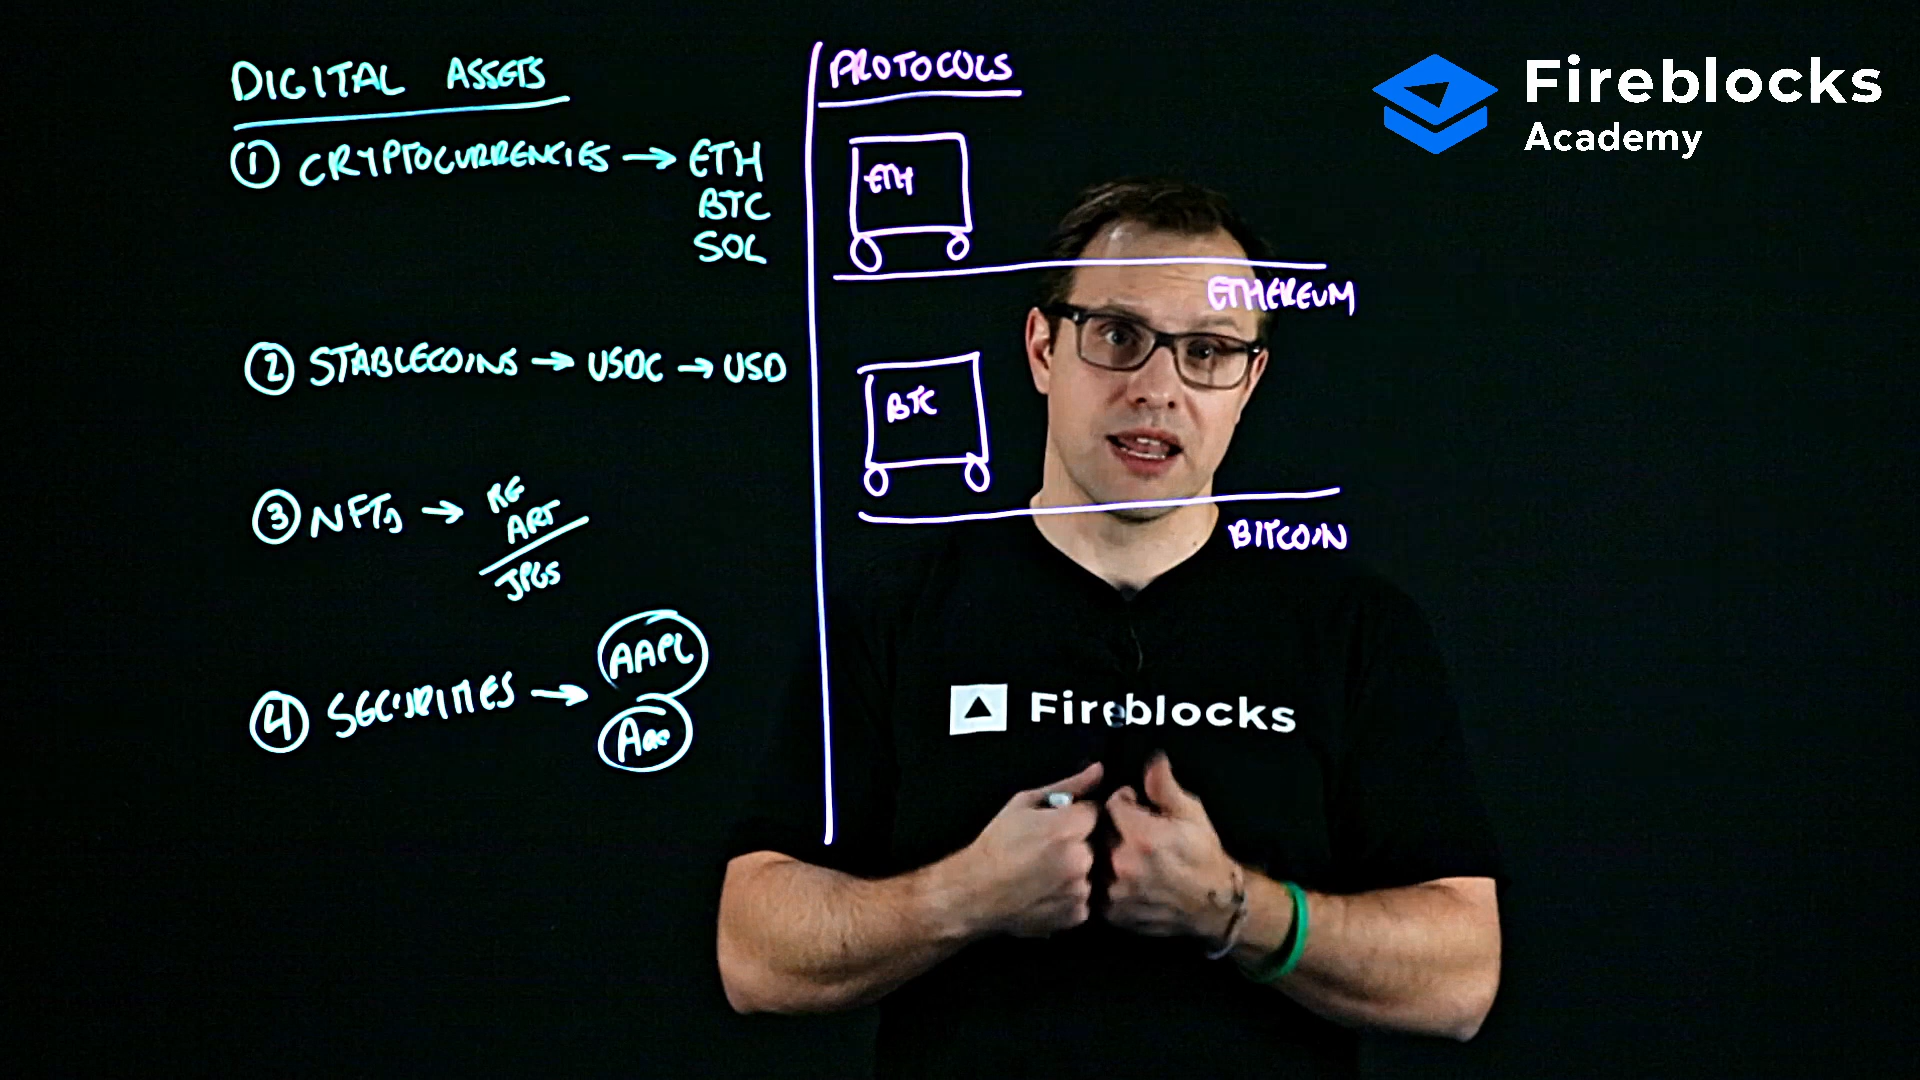 DIGITAL ASSETS
① CRYPTOCURRENCIES → ETH
BTC
SOL
② STABLECOINS → USDC → USD
③ NFTs → RE
ART
JPGS
④ SECURITIES → AAPL
PROTOCOLS
ETH
ETHEREUM
BTC
BITCOIN
Fireblocks
Academy
Fireblocks